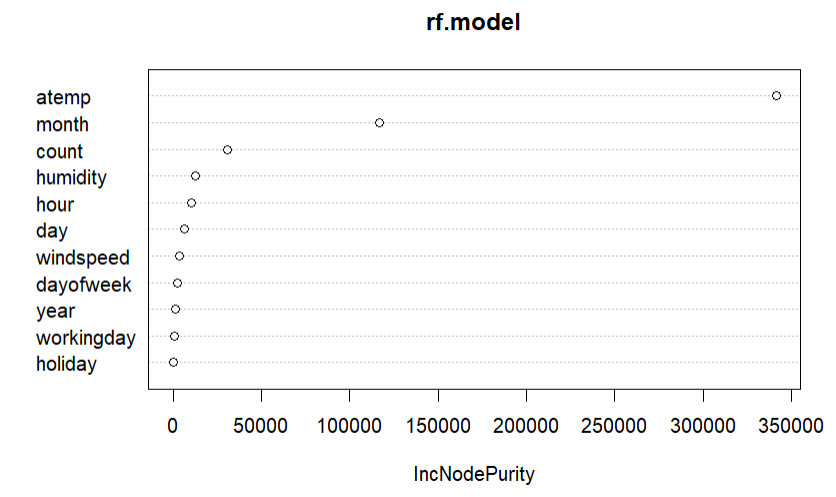 rf.model
atemp
month
count
humidity
hour
day
windspeed
dayofweek
year
workingday
holiday
0 50000 100000 150000 200000 250000 300000 350000
IncNodePurity